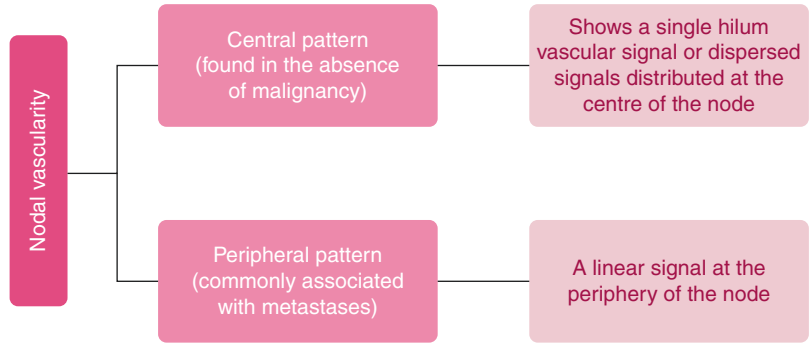 Nodal vascularity
Central pattern
(found in the absence
of malignancy)
Shows a single hilum
vascular signal or dispersed
signals distributed at the
centre of the node
Peripheral pattern
(commonly associated
with metastases)
A linear signal at the
periphery of the node